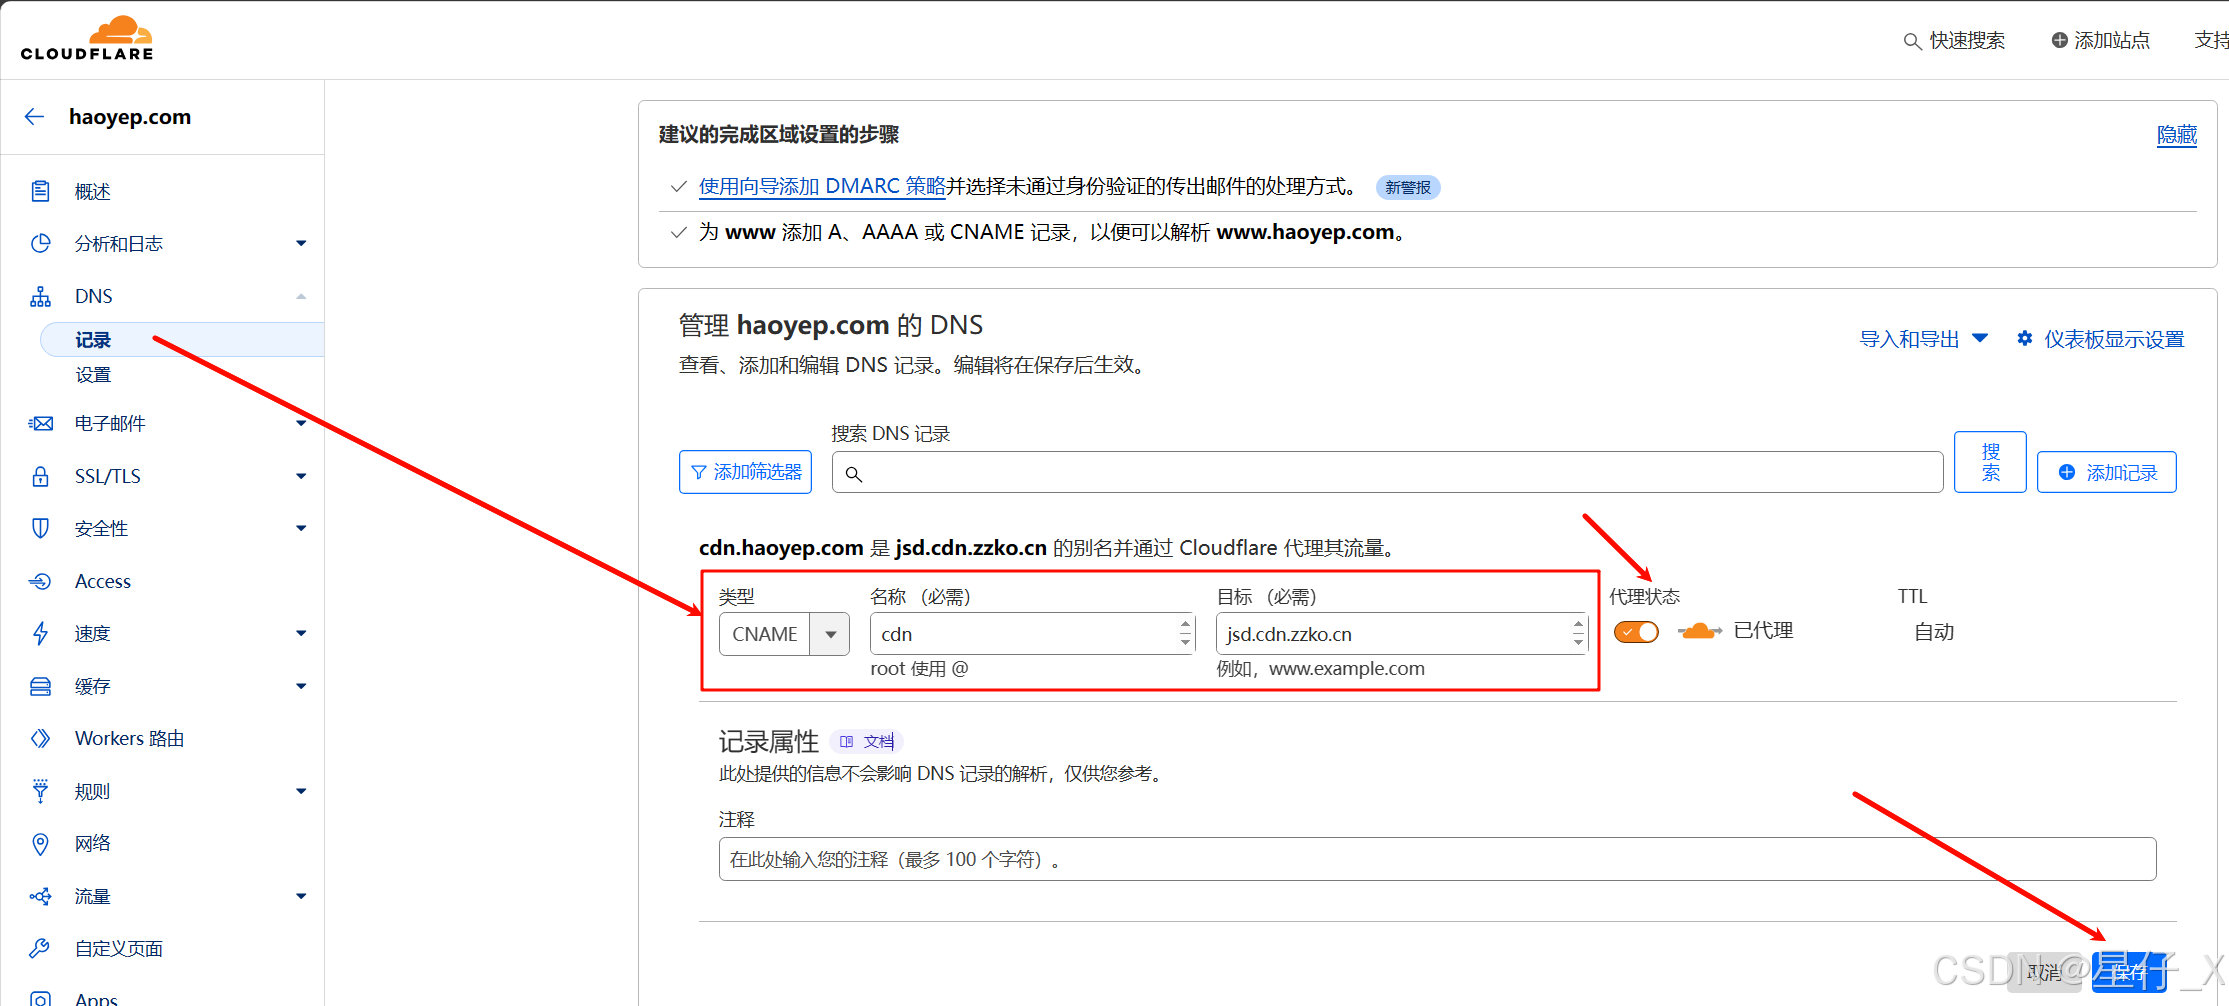 CLOUDFLARE
快速搜索
添加站点
支持
haoyep.com
概述
分析和日志
DNS
记录
设置
电子邮件
SSL/TLS
安全性
Access
速度
缓存
Workers 路由
规则
网络
流量
自定义页面
Apps
建议的完成区域设置的步骤
隐藏
使用向导添加 DMARC 策略并选择未通过身份验证的传出邮件的处理方式。 新警报
为 www 添加 A、AAAA 或 CNAME 记录，以便可以解析 www.haoyep.com。
管理 haoyep.com 的 DNS
查看、添加和编辑 DNS 记录。编辑将在保存后生效。
导入和导出
仪表板显示设置
搜索 DNS 记录
添加筛选器
搜
索
添加记录
cdn.haoyep.com 是 jsd.cdn.zzko.cn 的别名并通过 Cloudflare 代理其流量。
类型 名称 （必需） 目标 （必需） 代理状态 TTL
CNAME cdn jsd.cdn.zzko.cn 已代理 自动
root 使用 @ 例如，www.example.com
记录属性 文档
此处提供的信息不会影响 DNS 记录的解析，仅供您参考。
注释
在此处输入您的注释（最多 100 个字符）。
取消 保存
CSDN @星仔_X